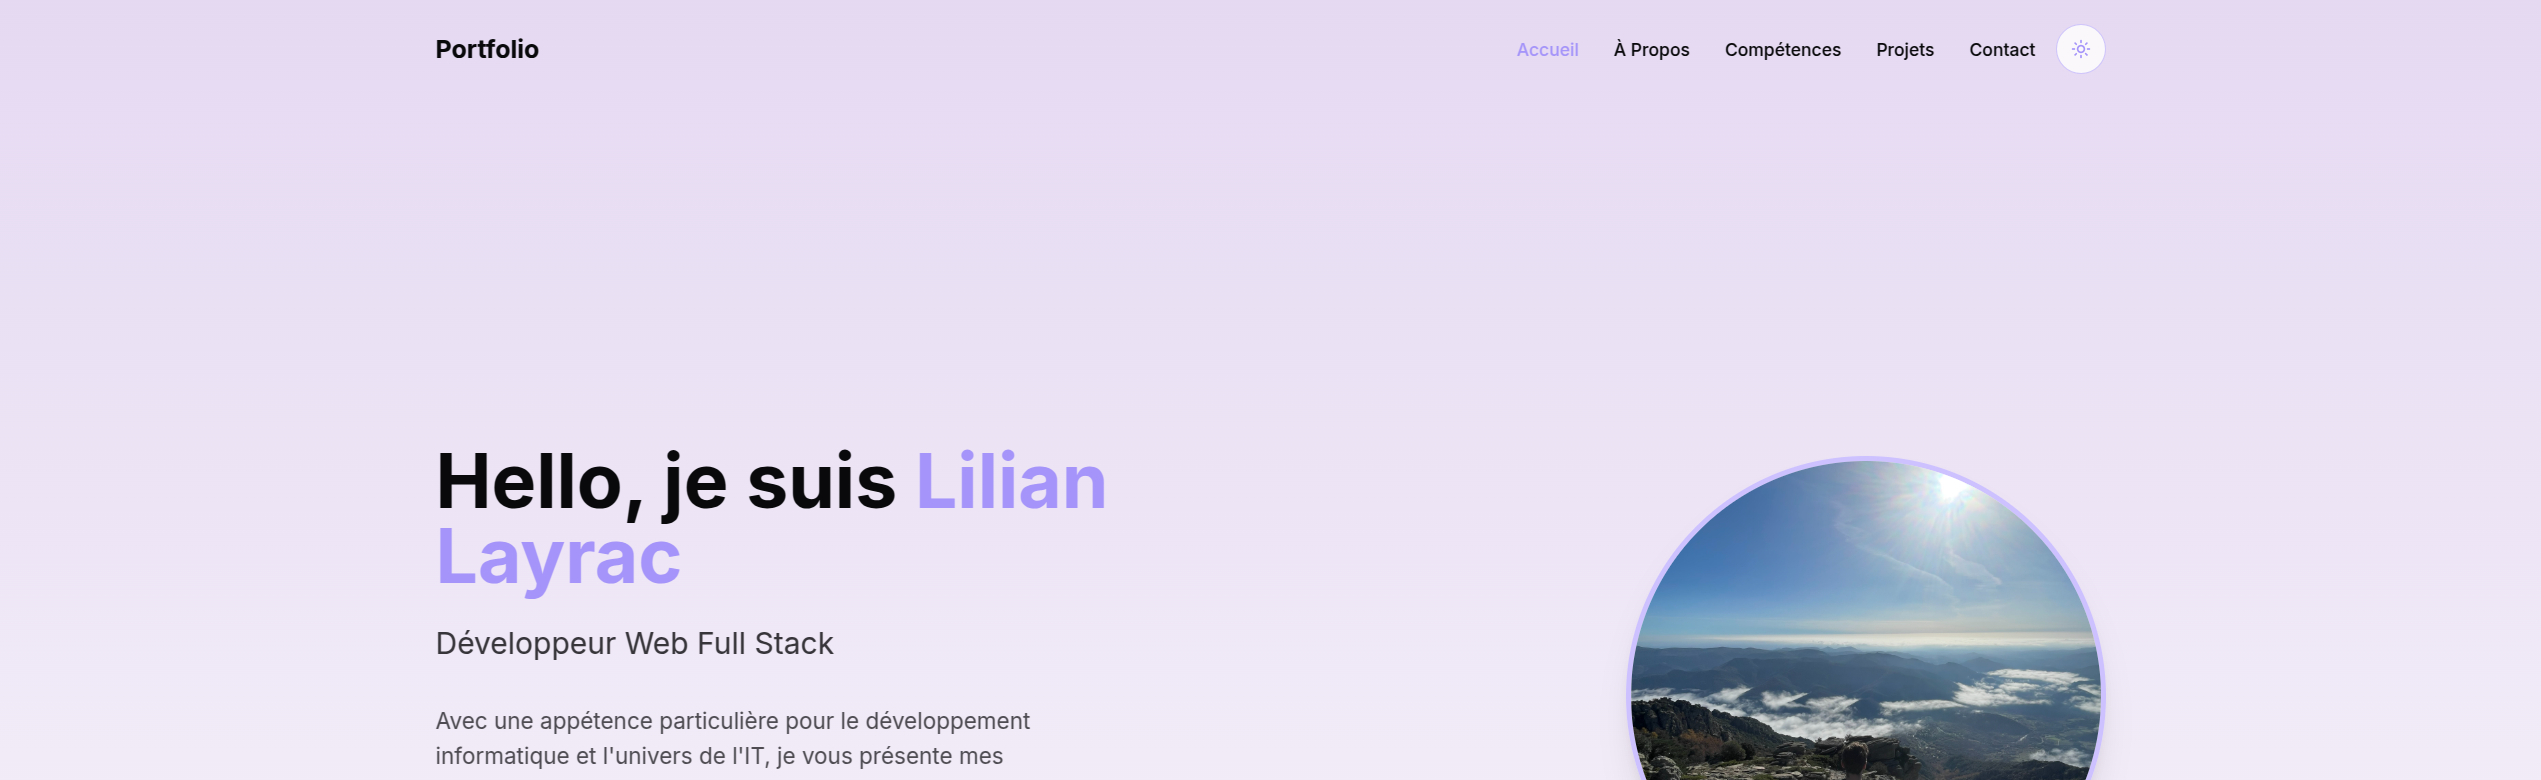 Portfolio
Accueil À Propos Compétences Projets Contact
Hello, je suis Lilian
Layrac
Développeur Web Full Stack
Avec une appétence particulière pour le développement
informatique et l'univers de l'IT, je vous présente mes